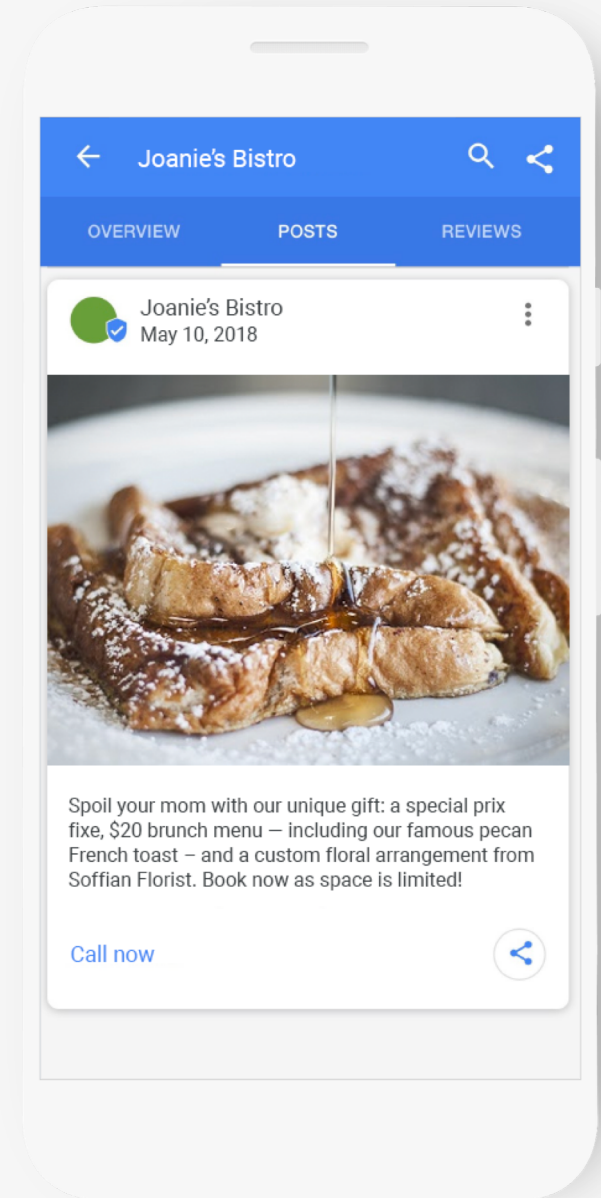 Joanie's Bistro
OVERVIEW POSTS REVIEWS
Joanie's Bistro
May 10, 2018
Spoil your mom with our unique gift: a special prix
fixe, $20 brunch menu — including our famous pecan
French toast – and a custom floral arrangement from
Soffian Florist. Book now as space is limited!
Call now